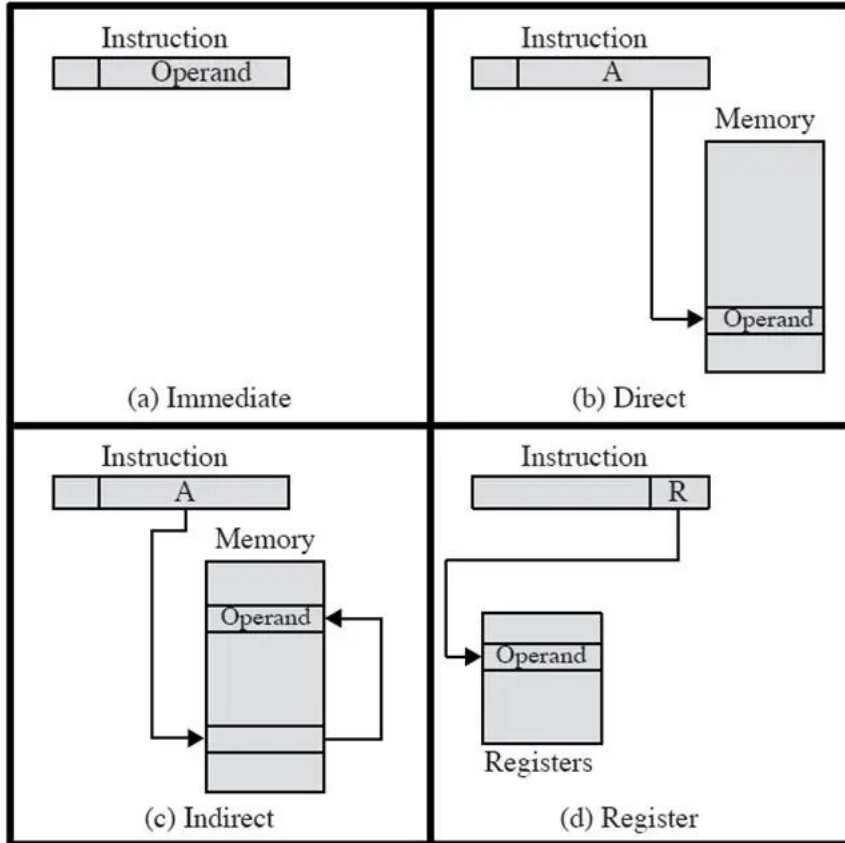 Instruction
Operand
(a) Immediate
Instruction
A
Memory
Operand
(b) Direct
Instruction
A
Memory
Operand
(c) Indirect
Instruction
R
Operand
Registers
(d) Register